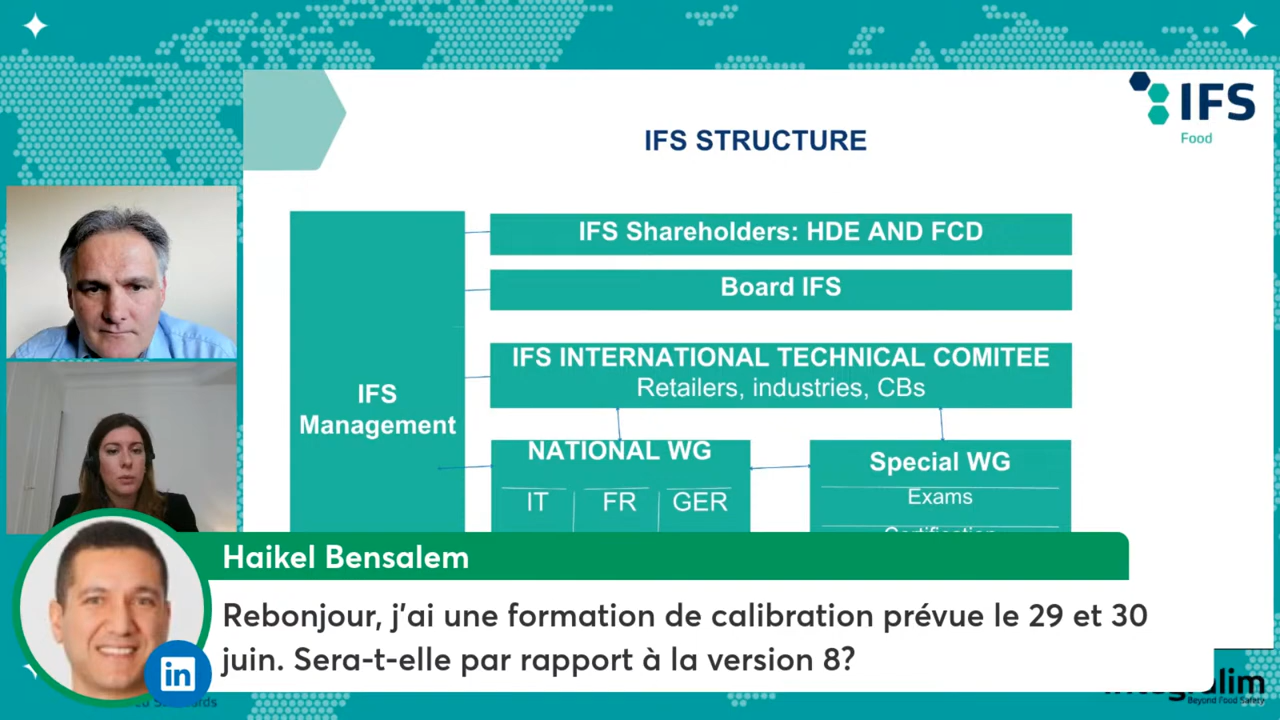 IFS
Food
IFS STRUCTURE
IFS Management
IFS Shareholders: HDE AND FCD
Board IFS
IFS INTERNATIONAL TECHNICAL COMITEE
Retailers, industries, CBs
NATIONAL WG
IT FR GER
Special WG
Exams
Certification
Haikel Bensalem
Rebonjour, j'ai une formation de calibration prévue le 29 et 30
juin. Sera-t-elle par rapport à la version 8?
in
Beyond Food Safety